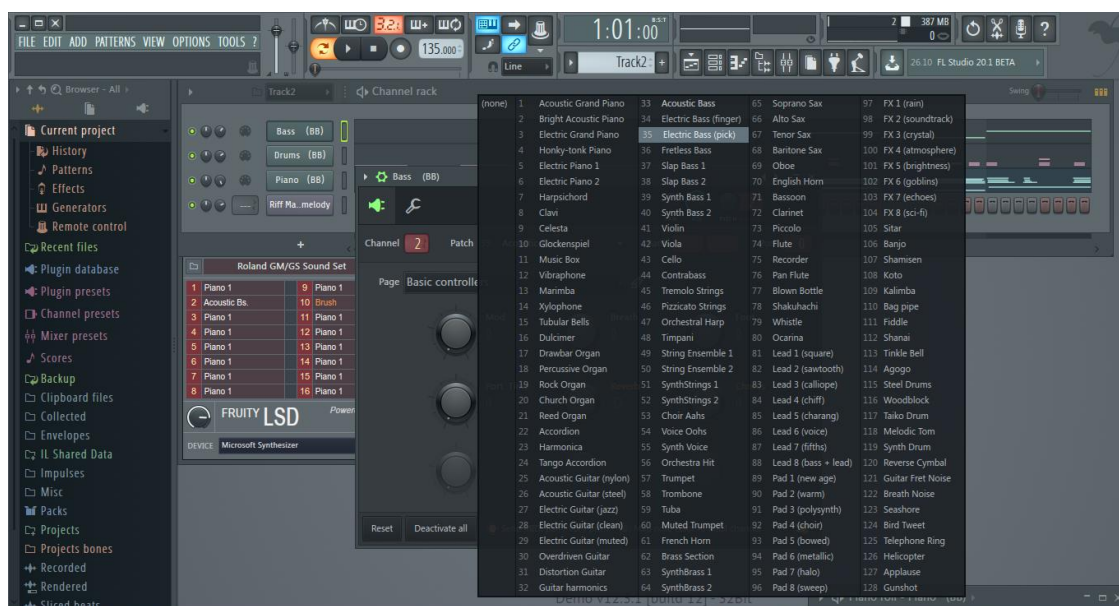 FILE EDIT ADD PATTERNS VIEW OPTIONS TOOLS ?
3.2:
135.000
Line
1:01:00
B:S:T
Track2
2 387 MB
0
26.10 FL Studio 20.1 BETA
Browser - All
Current project
History
Patterns
Effects
Generators
Remote control
Recent files
Plugin database
Plugin presets
Channel presets
Mixer presets
Scores
Backup
Clipboard files
Collected
Envelopes
IL Shared Data
Impulses
Misc
Packs
Projects
Projects bones
Recorded
Rendered
Sliced beats
Track2
Channel rack
Swing
Bass (BB)
Drums (BB)
Piano (BB)
Riff Ma...melody
+
Roland GM/GS Sound Set
1 Piano 1 9 Piano 1
2 Acoustic Bs. 10 Brush
3 Piano 1 11 Piano 1
4 Piano 1 12 Piano 1
5 Piano 1 13 Piano 1
6 Piano 1 14 Piano 1
7 Piano 1 15 Piano 1
8 Piano 1 16 Piano 1
FRUITY LSD
DEVICE Microsoft Synthesizer
Bass (BB)
Channel 2 Patch
Page Basic controlle
Reset Deactivate all
(none)
1 Acoustic Grand Piano
2 Bright Acoustic Piano
3 Electric Grand Piano
4 Honky-tonk Piano
5 Electric Piano 1
6 Electric Piano 2
7 Harpsichord
8 Clavi
9 Celesta
10 Glockenspiel
11 Music Box
12 Vibraphone
13 Marimba
14 Xylophone
15 Tubular Bells
16 Dulcimer
17 Drawbar Organ
18 Percussive Organ
19 Rock Organ
20 Church Organ
21 Reed Organ
22 Accordion
23 Harmonica
24 Tango Accordion
25 Acoustic Guitar (nylon)
26 Acoustic Guitar (steel)
27 Electric Guitar (jazz)
28 Electric Guitar (clean)
29 Electric Guitar (muted)
30 Overdriven Guitar
31 Distortion Guitar
32 Guitar harmonics
33 Acoustic Bass
34 Electric Bass (finger)
35 Electric Bass (pick)
36 Fretless Bass
37 Slap Bass 1
38 Slap Bass 2
39 Synth Bass 1
40 Synth Bass 2
41 Violin
42 Viola
43 Cello
44 Contrabass
45 Tremolo Strings
46 Pizzicato Strings
47 Orchestral Harp
48 Timpani
49 String Ensemble 1
50 String Ensemble 2
51 SynthStrings 1
52 SynthStrings 2
53 Choir Aahs
54 Voice Oohs
55 Synth Voice
56 Orchestra Hit
57 Trumpet
58 Trombone
59 Tuba
60 Muted Trumpet
61 French Horn
62 Brass Section
63 SynthBrass 1
64 SynthBrass 2
65 Soprano Sax
66 Alto Sax
67 Tenor Sax
68 Baritone Sax
69 Oboe
70 English Horn
71 Bassoon
72 Clarinet
73 Piccolo
74 Flute
75 Recorder
76 Pan Flute
77 Blown Bottle
78 Shakuhachi
79 Whistle
80 Ocarina
81 Lead 1 (square)
82 Lead 2 (sawtooth)
83 Lead 3 (calliope)
84 Lead 4 (chiff)
85 Lead 5 (charang)
86 Lead 6 (voice)
87 Lead 7 (fifths)
88 Lead 8 (bass + lead)
89 Pad 1 (new age)
90 Pad 2 (warm)
91 Pad 3 (polysynth)
92 Pad 4 (choir)
93 Pad 5 (bowed)
94 Pad 6 (metallic)
95 Pad 7 (halo)
96 Pad 8 (sweep)
97 FX 1 (rain)
98 FX 2 (soundtrack)
99 FX 3 (crystal)
100 FX 4 (atmosphere)
101 FX 5 (brightness)
102 FX 6 (goblins)
103 FX 7 (echoes)
104 FX 8 (sci-fi)
105 Sitar
106 Banjo
107 Shamisen
108 Koto
109 Kalimba
110 Bag pipe
111 Fiddle
112 Shanai
113 Tinkle Bell
114 Agogo
115 Steel Drums
116 Woodblock
117 Taiko Drum
118 Melodic Tom
119 Synth Drum
120 Reverse Cymbal
121 Guitar Fret Noise
122 Breath Noise
123 Seashore
124 Bird Tweet
125 Telephone Ring
126 Helicopter
127 Applause
128 Gunshot